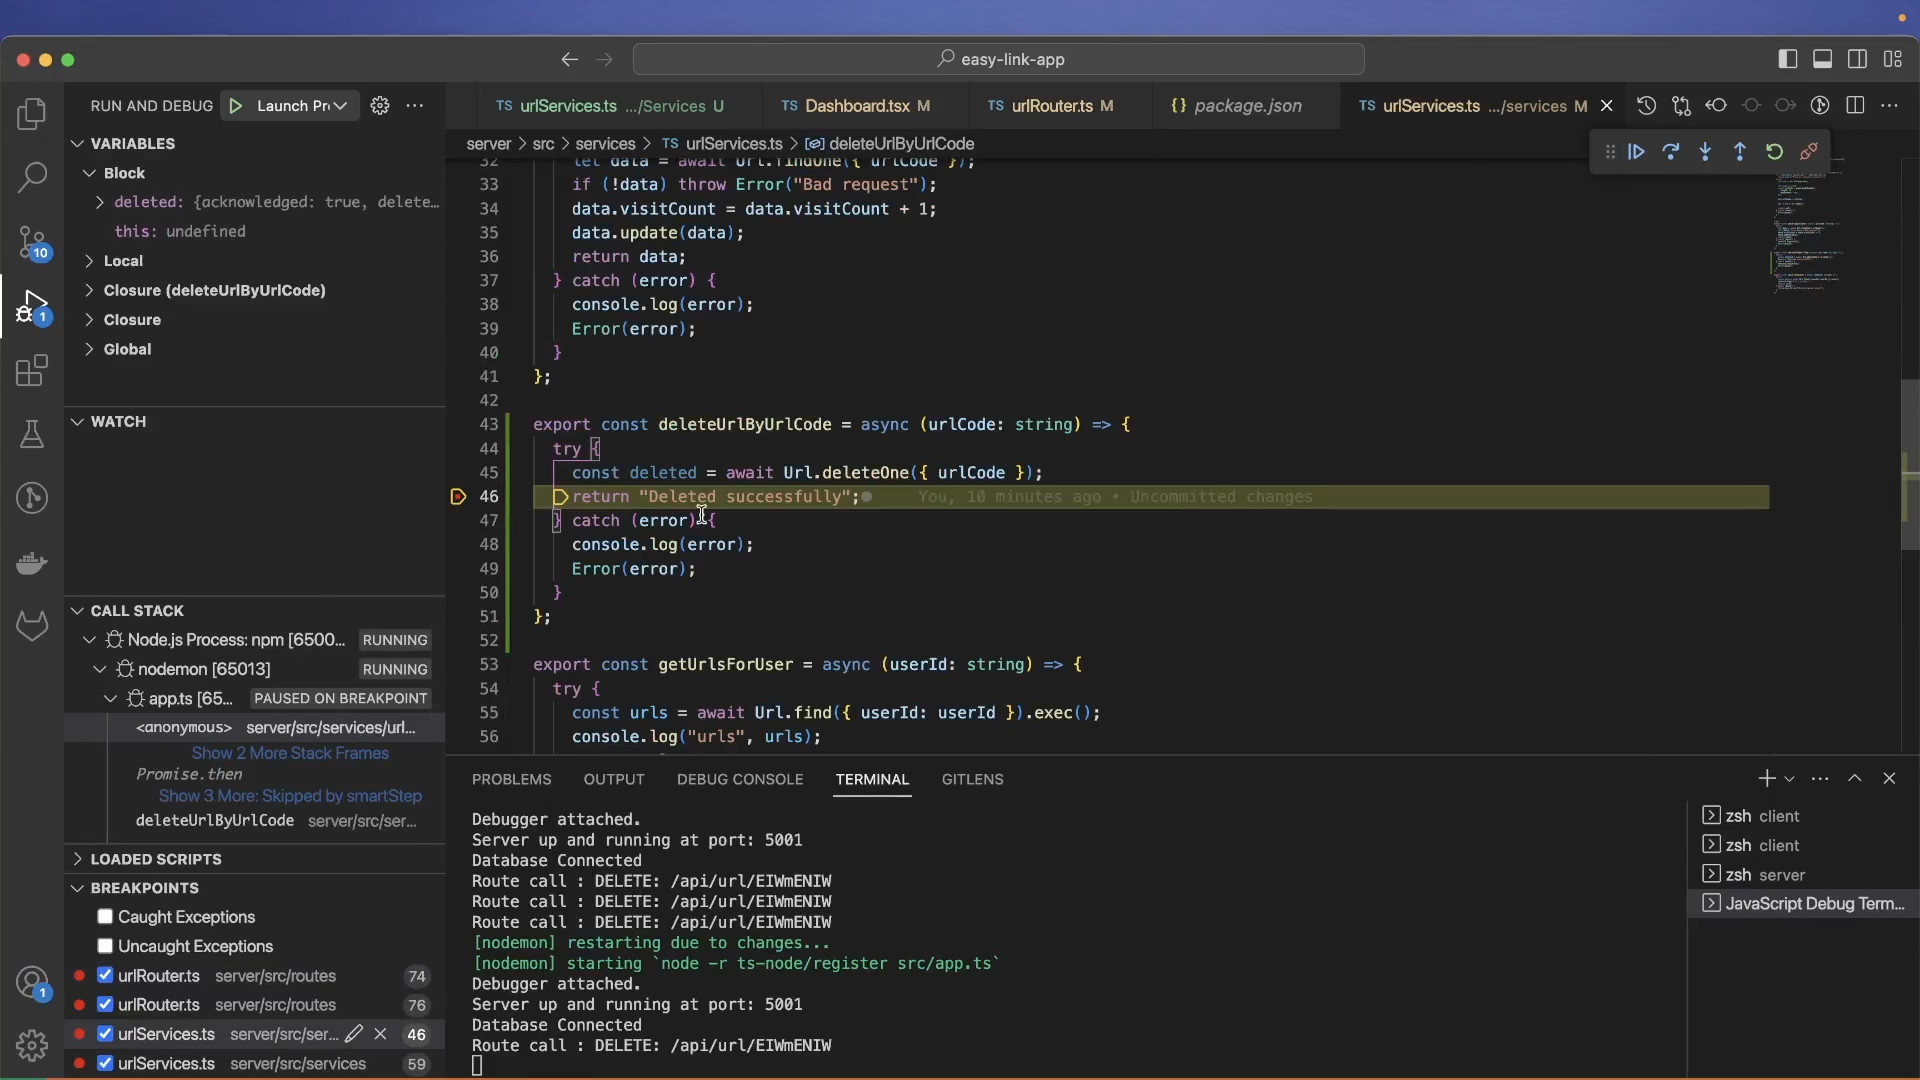 easy-link-app
RUN AND DEBUG
Launch Pr
TS urlServices.ts .../Services U
TS Dashboard.tsx M
TS urlRouter.ts M
{} package.json
TS urlServices.ts .../services M
server > src > services > TS urlServices.ts > deleteUrlByUrlCode
VARIABLES
Block
deleted: {acknowledged: true, delete...
this: undefined
Local
Closure (deleteUrlByUrlCode)
Closure
Global
WATCH
CALL STACK
Node.js Process: npm [6500... RUNNING
nodemon [65013] RUNNING
app.ts [65... PAUSED ON BREAKPOINT
<anonymous> server/src/services/url...
Show 2 More Stack Frames
Promise.then
Show 3 More: Skipped by smartStep
deleteUrlByUrlCode server/src/ser...
LOADED SCRIPTS
BREAKPOINTS
Caught Exceptions
Uncaught Exceptions
urlRouter.ts server/src/routes 74
urlRouter.ts server/src/routes 76
urlServices.ts server/src/ser... 46
urlServices.ts server/src/services 59
10
1
1
32 let data = await Url.findOne({ urlCode });
33 if (!data) throw Error("Bad request");
34 data.visitCount = data.visitCount + 1;
35 data.update(data);
36 return data;
37 } catch (error) {
38 console.log(error);
39 Error(error);
40 }
41 };
42
43 export const deleteUrlByUrlCode = async (urlCode: string) => {
44 try {
45 const deleted = await Url.deleteOne({ urlCode });
46 return "Deleted successfully"; You, 10 minutes ago • Uncommitted changes
47 } catch (error) {
48 console.log(error);
49 Error(error);
50 }
51 };
52
53 export const getUrlsForUser = async (userId: string) => {
54 try {
55 const urls = await Url.find({ userId: userId }).exec();
56 console.log("urls", urls);
PROBLEMS OUTPUT DEBUG CONSOLE TERMINAL GITLENS
Debugger attached.
Server up and running at port: 5001
Database Connected
Route call : DELETE: /api/url/EIWmENIW
Route call : DELETE: /api/url/EIWmENIW
Route call : DELETE: /api/url/EIWmENIW
[nodemon] restarting due to changes...
[nodemon] starting `node -r ts-node/register src/app.ts`
Debugger attached.
Server up and running at port: 5001
Database Connected
Route call : DELETE: /api/url/EIWmENIW
zsh client
zsh client
zsh server
JavaScript Debug Term...